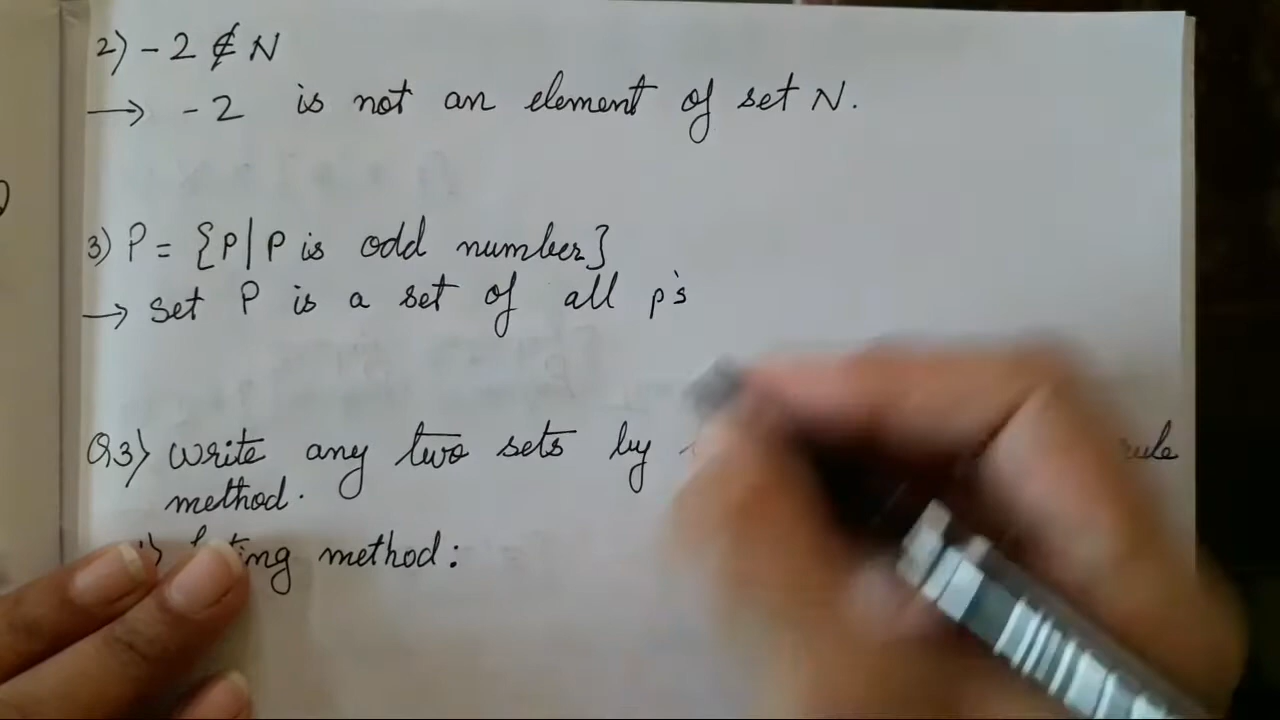 2) -2 ∉ N
→ -2 is not an element of set N.
3) P = {p | p is odd number}
→ set P is a set of all p's
Q3) write any two sets by rule
method.
method: